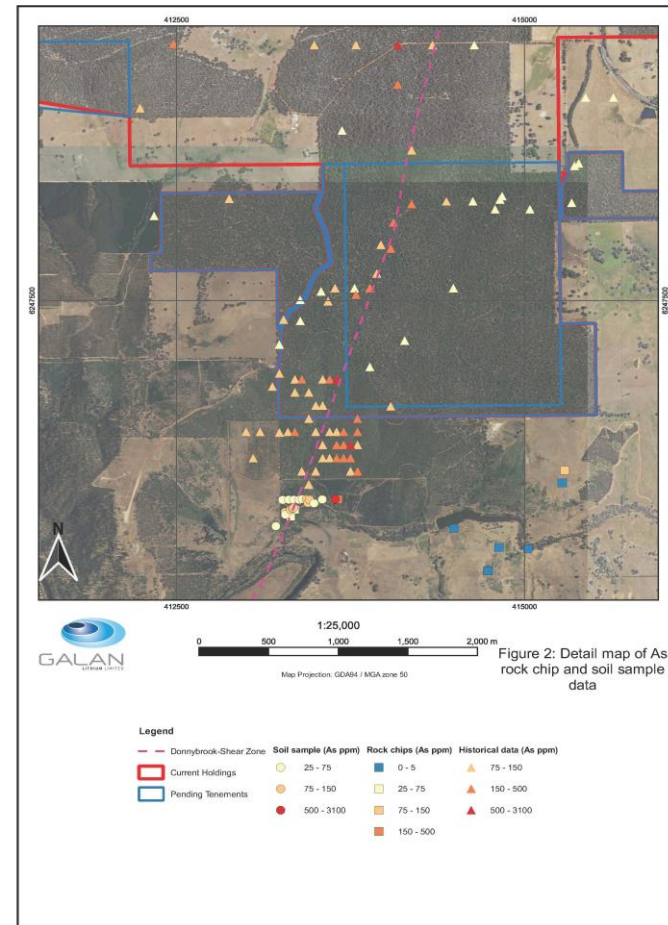 412500
415000
6247500
6247500
N
412500
415000
GALAN
LITHIUM LIMITED
1:25,000
0
500
1,000
1,500
2,000 m
Map Projection: GDA94 / MGA zone 50
Figure 2: Detail map of As
rock chip and soil sample
data
Legend
Donnybrook-Shear Zone
Current Holdings
Pending Tenements
Soil sample (As ppm)
25 - 75
75 - 150
500 - 3100
Rock chips (As ppm)
0 - 5
25 - 75
75 - 150
150 - 500
Historical data (As ppm)
75 - 150
150 - 500
500 - 3100